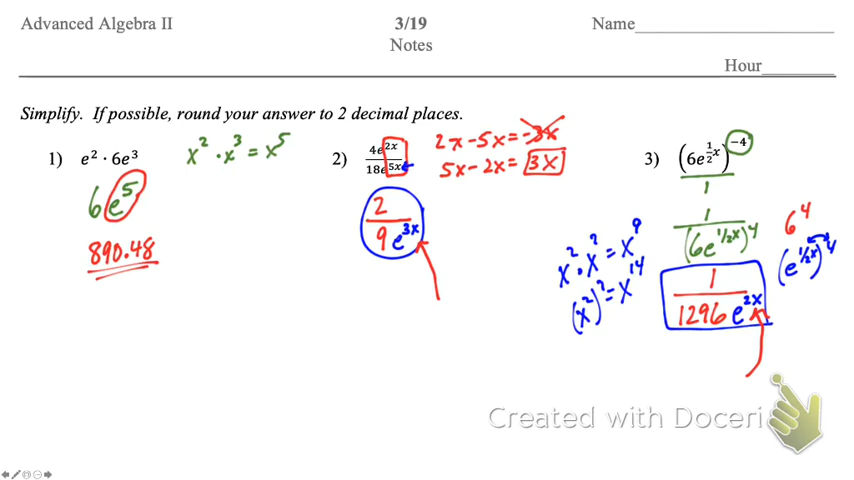 Advanced Algebra II
3/19
Notes
Name
Hour
Simplify. If possible, round your answer to 2 decimal places.
1) e² · 6e³
x² · x³ = x⁵
6e⁵
890.48
2) 4e^(2x) / 18e^(5x)
2x - 5x = -3x
5x - 2x = 3x
2 / 9e^(3x)
3) (6e^(½x))^(-4)
1
1 / (6e^(1/2x))⁴
6⁴
(e^(1/2x))⁴
x² · x^? = x⁹
(x²)^? = x¹⁴
1 / 1296 e^(2x)
Created with Doceri